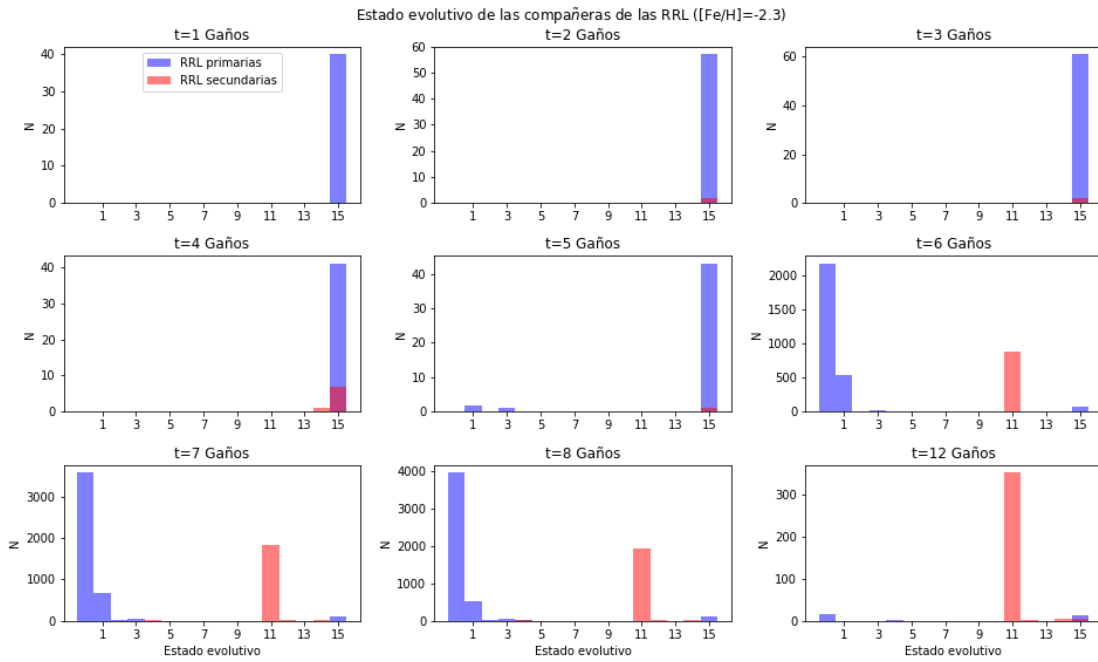 Estado evolutivo de las compañeras de las RRL ([Fe/H]=-2.3)
t=1 Gaños
t=2 Gaños
t=3 Gaños
N
40
30
20
10
0
1 3 5 7 9 11 13 15
RRL primarias
RRL secundarias
N
60
50
40
30
20
10
0
1 3 5 7 9 11 13 15
N
60
40
20
0
1 3 5 7 9 11 13 15
t=4 Gaños
t=5 Gaños
t=6 Gaños
N
40
30
20
10
0
1 3 5 7 9 11 13 15
N
40
30
20
10
0
1 3 5 7 9 11 13 15
N
2000
1500
1000
500
0
1 3 5 7 9 11 13 15
t=7 Gaños
t=8 Gaños
t=12 Gaños
N
3000
2000
1000
0
1 3 5 7 9 11 13 15
Estado evolutivo
N
4000
3000
2000
1000
0
1 3 5 7 9 11 13 15
Estado evolutivo
N
300
200
100
0
1 3 5 7 9 11 13 15
Estado evolutivo